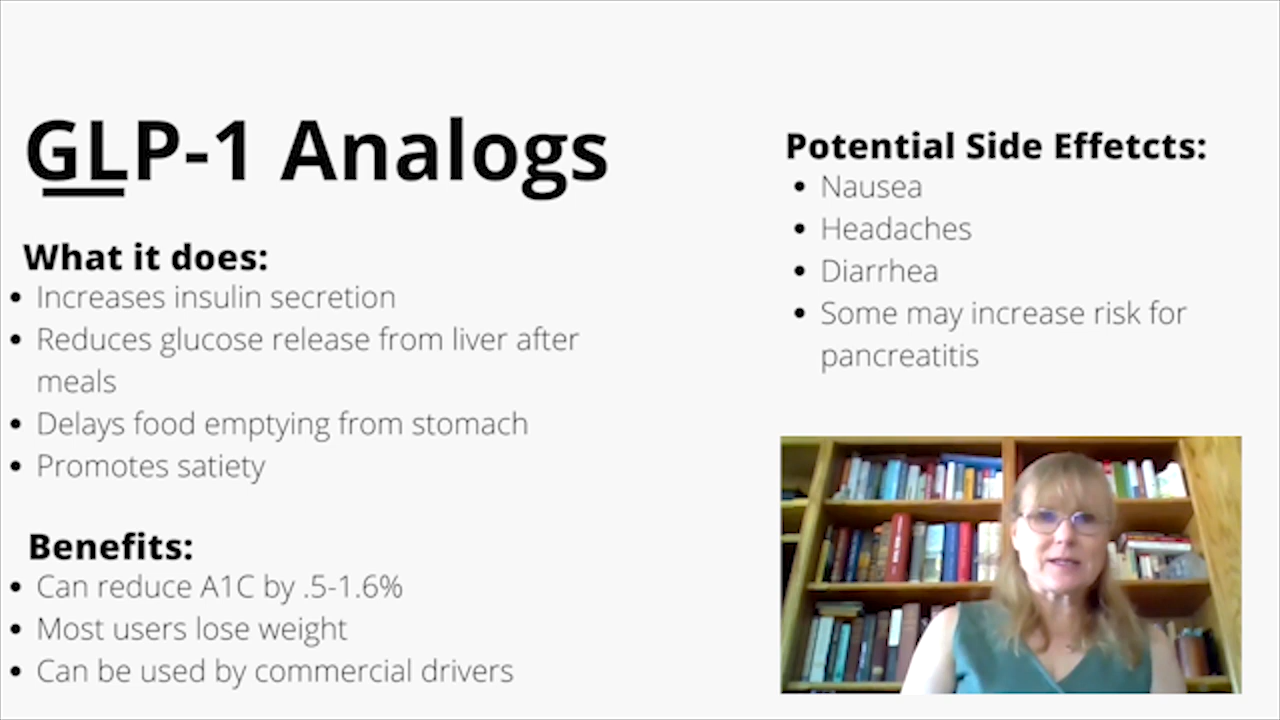 GLP-1 Analogs
What it does:
Increases insulin secretion
Reduces glucose release from liver after
meals
Delays food emptying from stomach
Promotes satiety
Benefits:
Can reduce A1C by .5-1.6%
Most users lose weight
Can be used by commercial drivers
Potential Side Effetcts:
Nausea
Headaches
Diarrhea
Some may increase risk for
pancreatitis